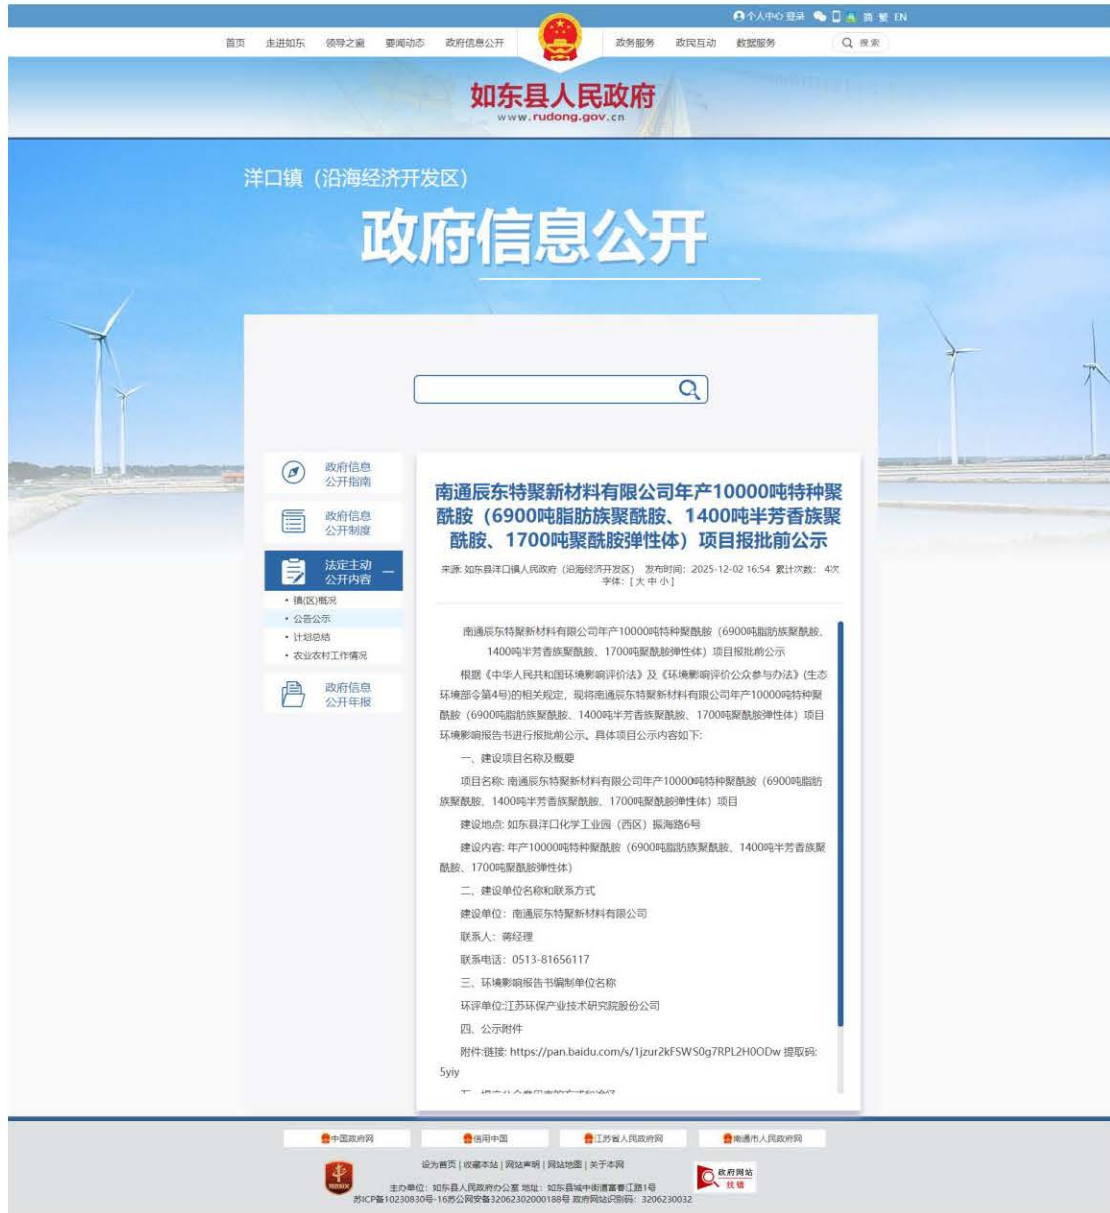 个人中心 登录 简 繁 EN
首页 走进如东 领导之窗 要闻动态 政府信息公开 政务服务 政民互动 数据服务 搜索
如东县人民政府
www.rudong.gov.cn
洋口镇（沿海经济开发区）
政府信息公开
政府信息
公开指南
政府信息
公开制度
法定主动
公开内容
• 镇(区)概况
• 公告公示
• 计划总结
• 农业农村工作情况
政府信息
公开年报
南通辰东特聚新材料有限公司年产10000吨特种聚
酰胺（6900吨脂肪族聚酰胺、1400吨半芳香族聚
酰胺、1700吨聚酰胺弹性体）项目报批前公示
来源: 如东县洋口镇人民政府（沿海经济开发区） 发布时间: 2025-12-02 16:54 累计次数: 4次
字体: [ 大 中 小 ]
南通辰东特聚新材料有限公司年产10000吨特种聚酰胺（6900吨脂肪族聚酰胺、
1400吨半芳香族聚酰胺、1700吨聚酰胺弹性体）项目报批前公示
根据《中华人民共和国环境影响评价法》及《环境影响评价公众参与办法》(生态
环境部令第4号)的相关规定，现将南通辰东特聚新材料有限公司年产10000吨特种聚
酰胺（6900吨脂肪族聚酰胺、1400吨半芳香族聚酰胺、1700吨聚酰胺弹性体）项目
环境影响报告书进行报批前公示。具体项目公示内容如下:
一、建设项目名称及概要
项目名称: 南通辰东特聚新材料有限公司年产10000吨特种聚酰胺（6900吨脂肪
族聚酰胺、1400吨半芳香族聚酰胺、1700吨聚酰胺弹性体）项目
建设地点: 如东县洋口化学工业园（西区）振海路6号
建设内容: 年产10000吨特种聚酰胺（6900吨脂肪族聚酰胺、1400吨半芳香族聚
酰胺、1700吨聚酰胺弹性体）
二、建设单位名称和联系方式
建设单位：南通辰东特聚新材料有限公司
联系人：蒋经理
联系电话：0513-81656117
三、环境影响报告书编制单位名称
环评单位:江苏环保产业技术研究院股份公司
四、公示附件
附件:链接: https://pan.baidu.com/s/1jzur2kFSWS0g7RPL2H0ODw 提取码:
5yiy
中国政府网 信用中国 江苏省人民政府网 南通市人民政府网
设为首页 | 收藏本站 | 网站声明 | 网站地图 | 关于本网
主办单位：如东县人民政府办公室 地址：如东县城中街道富春江路1号
苏ICP备10230830号-16苏公网安备32062302000188号 政府网站识别码：3206230032
政府网站
找错